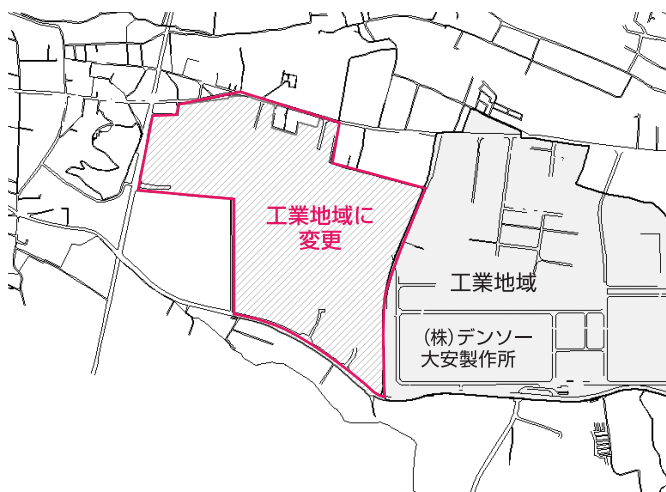 工業地域に
変更
工業地域
(株)デンソー
大安製作所